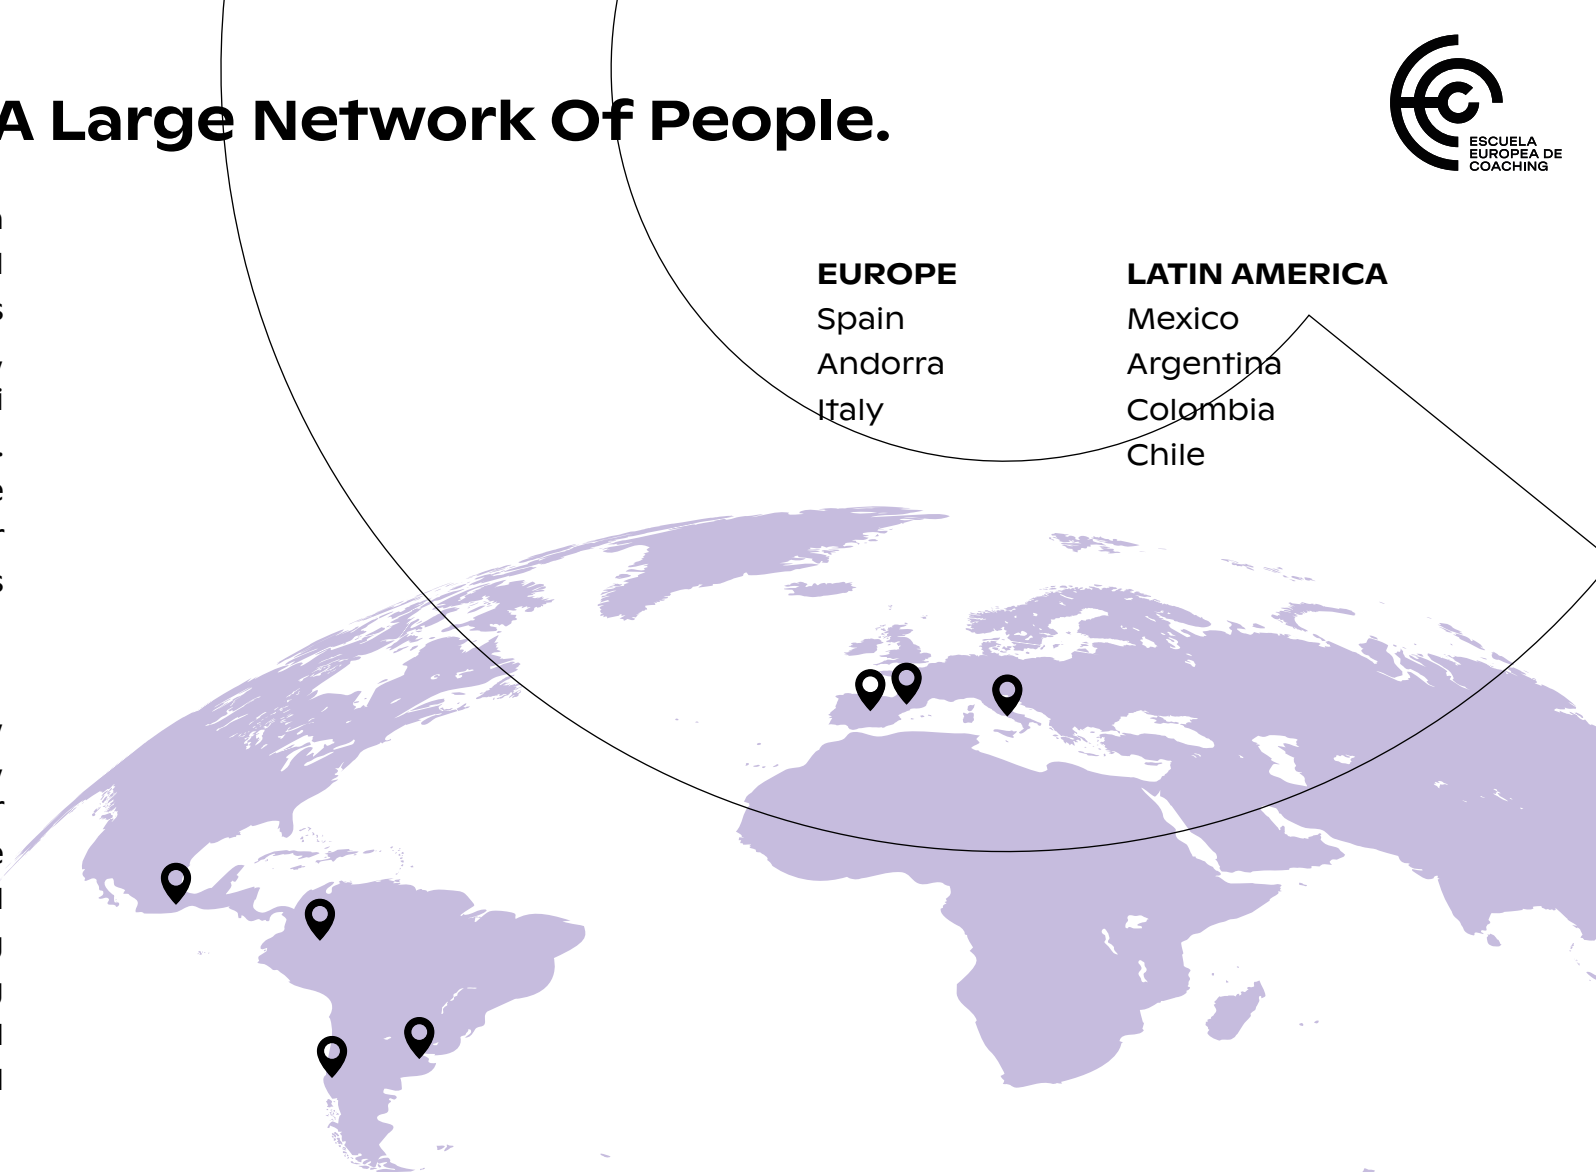 A Large Network Of People.
ESCUELA
EUROPEA DE
COACHING
EUROPE
Spain
Andorra
Italy
LATIN AMERICA
Mexico
Argentina
Colombia
Chile